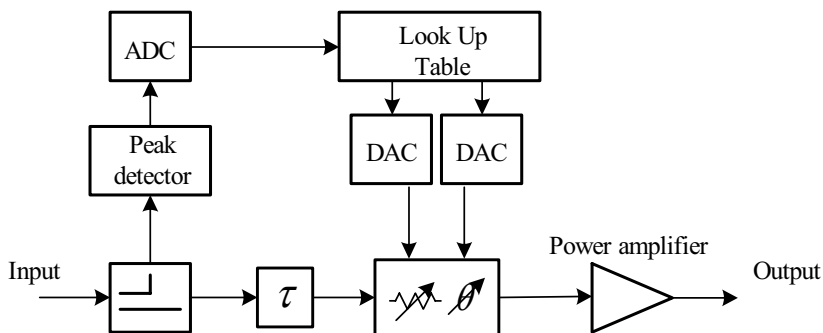 ADC
Look Up
Table
Peak
detector
DAC
DAC
Power amplifier
Input
τ
θ
Output